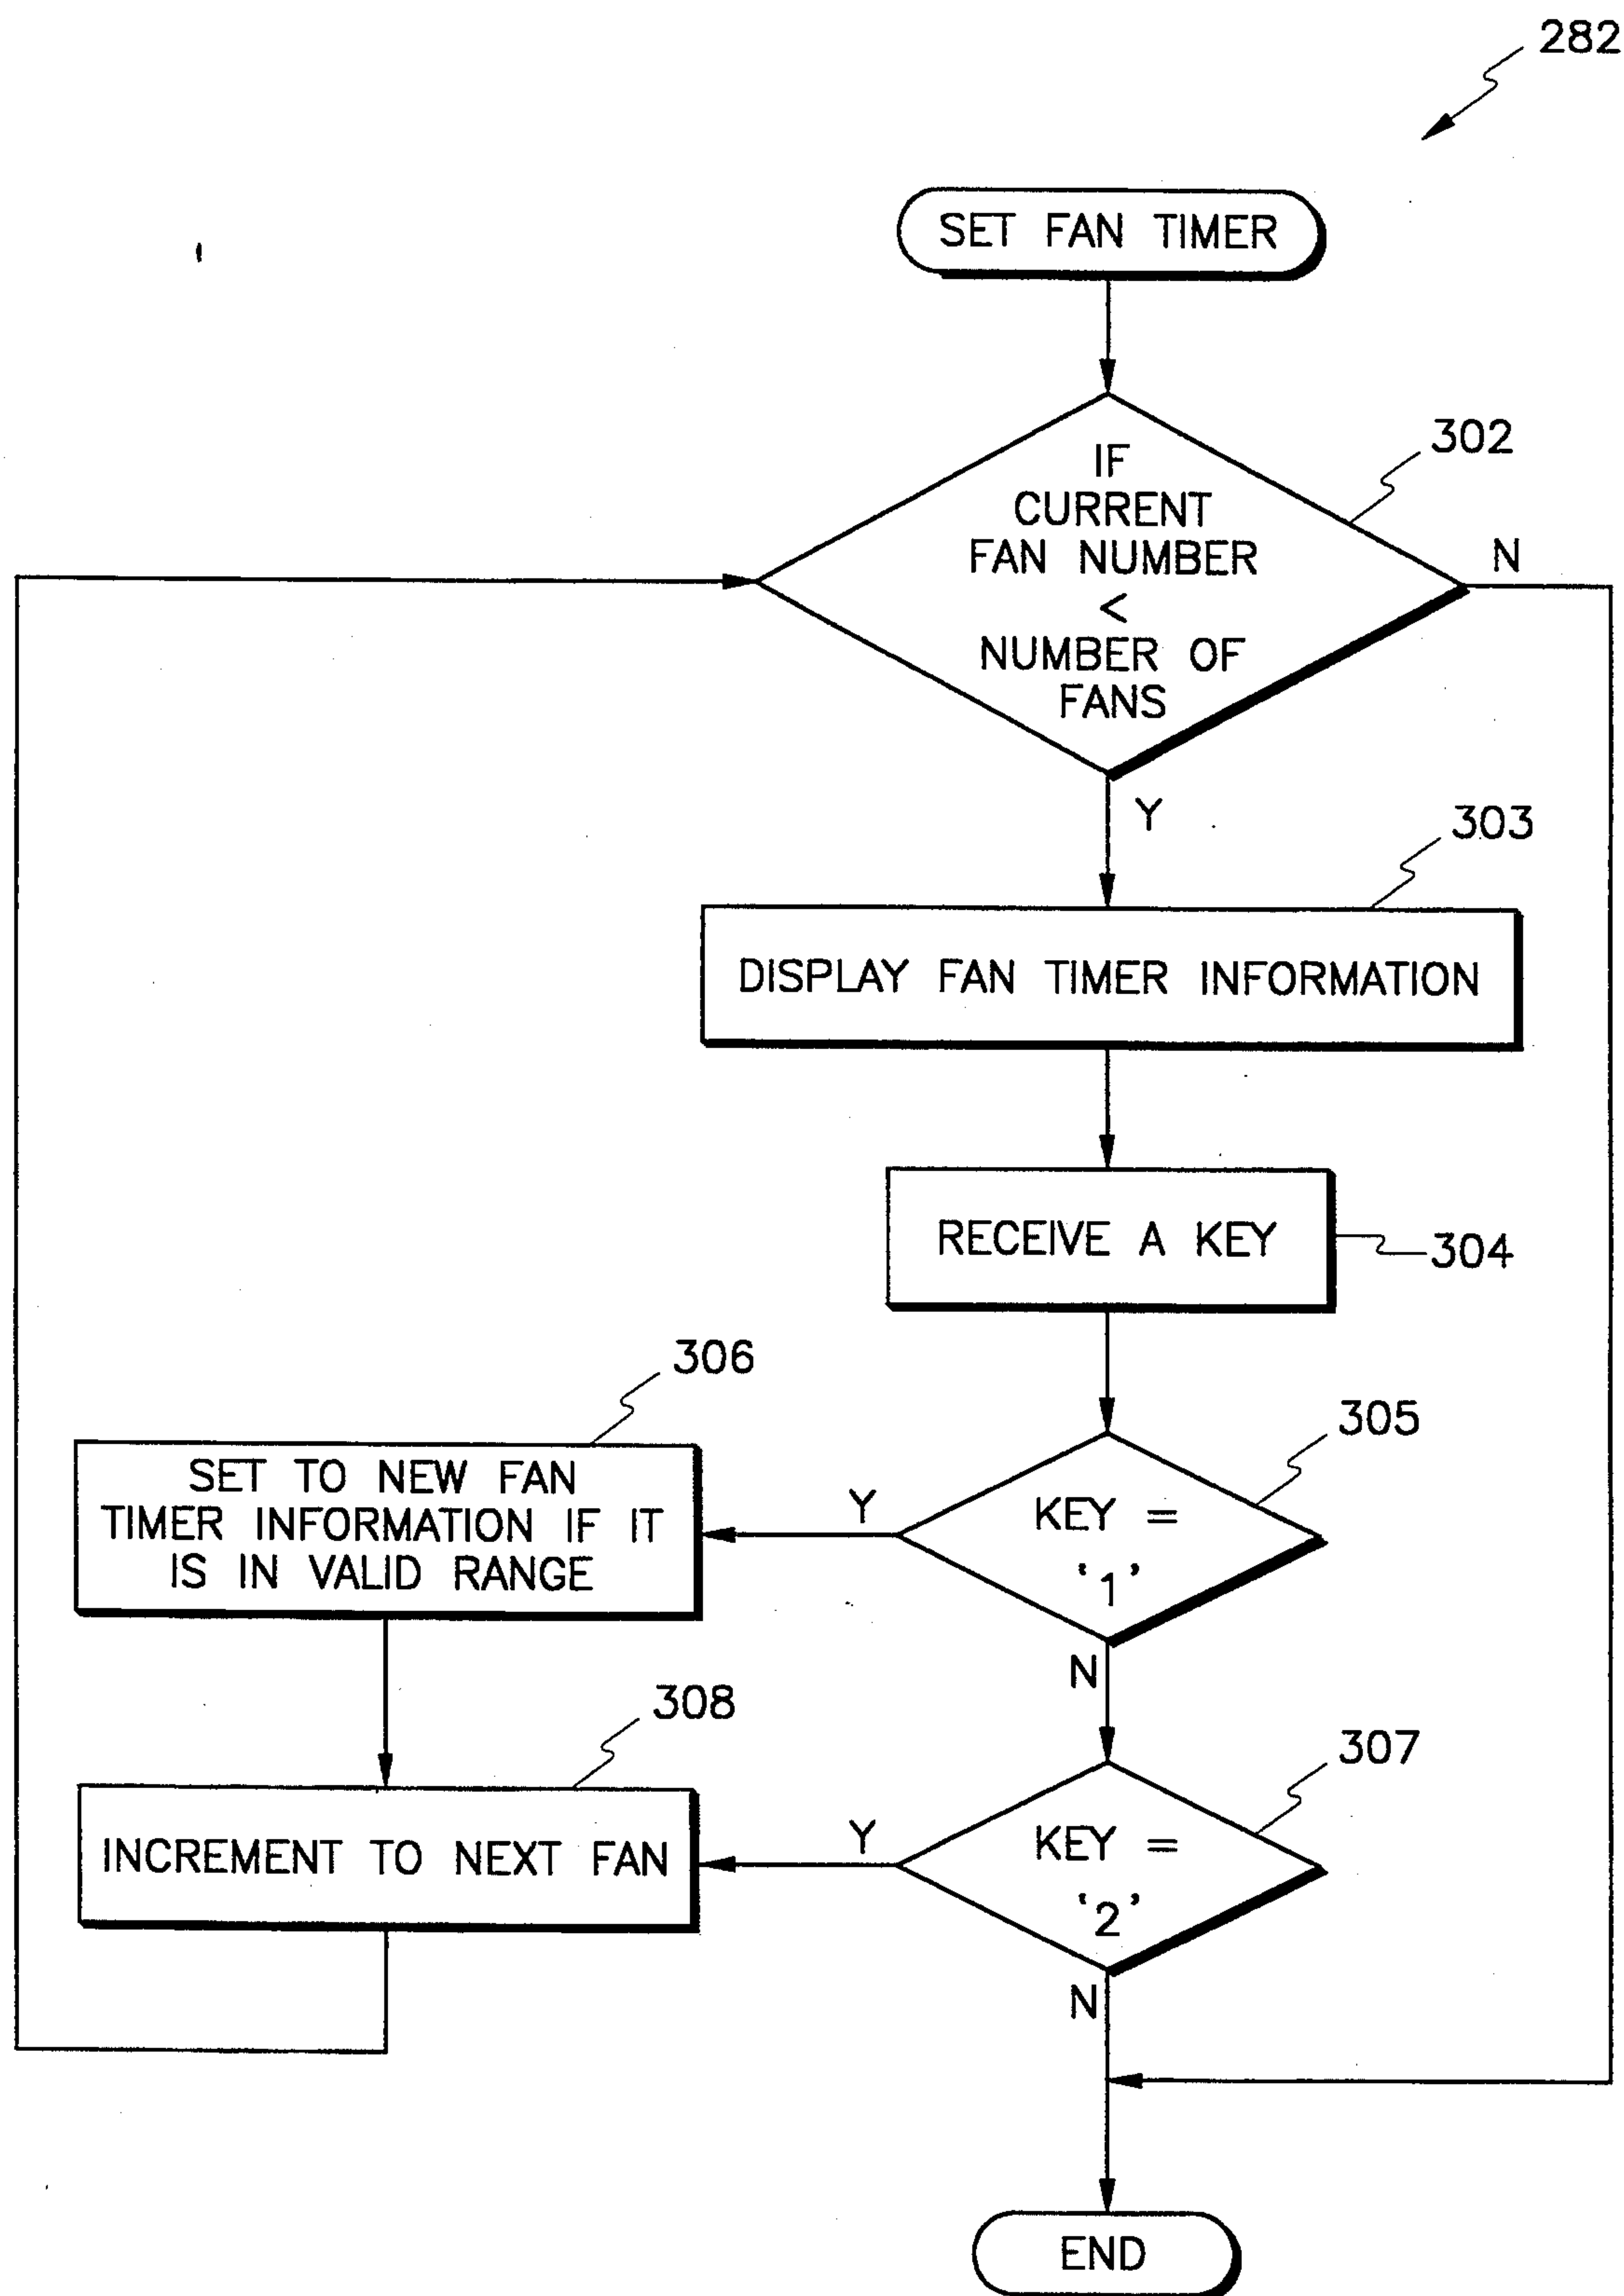 282
SET FAN TIMER
302
IF
CURRENT
FAN NUMBER
<
NUMBER OF
FANS
N
Y
303
DISPLAY FAN TIMER INFORMATION
RECEIVE A KEY
304
306
SET TO NEW FAN
TIMER INFORMATION IF IT
IS IN VALID RANGE
305
KEY =
'1'
Y
N
308
INCREMENT TO NEXT FAN
307
KEY =
'2'
Y
N
END